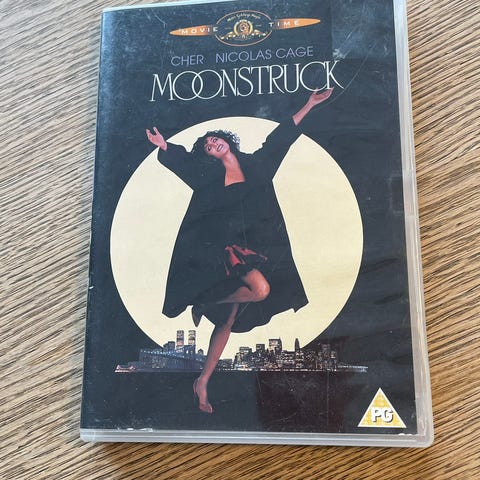 MOVIE TIME
CHER NICOLAS CAGE
MOONSTRUCK
PG